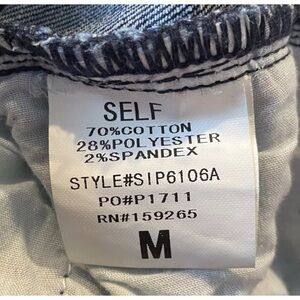 SELF
70%COTTON
28%POLYESTER
2%SPANDEX
STYLE#SIP6106A
PO#P1711
RN#159265
M